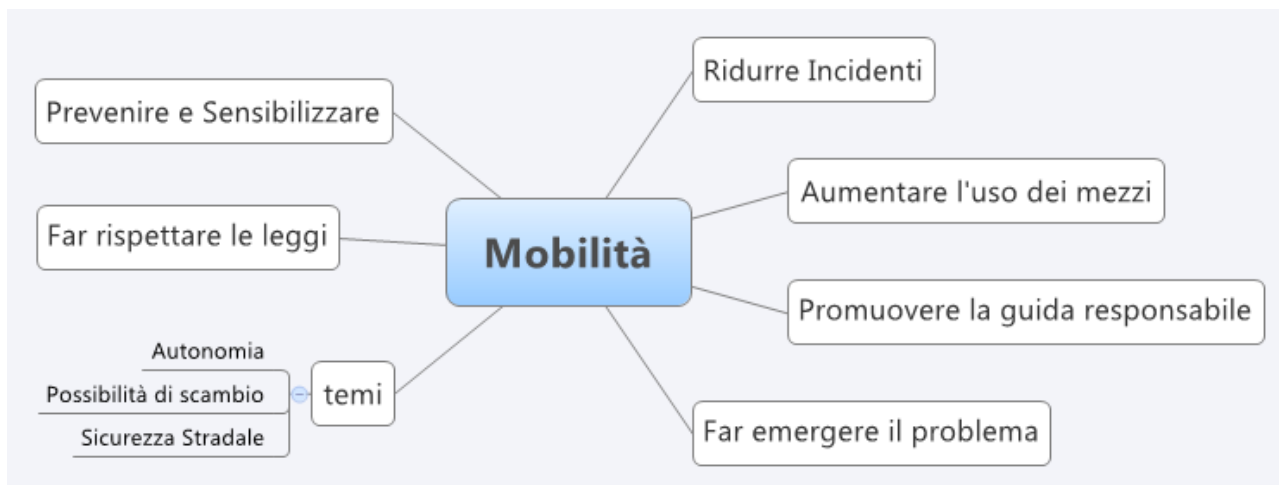 Ridurre Incidenti
Prevenire e Sensibilizzare
Aumentare l'uso dei mezzi
Far rispettare le leggi
Mobilità
Promuovere la guida responsabile
Autonomia
Possibilità di scambio
temi
Sicurezza Stradale
Far emergere il problema